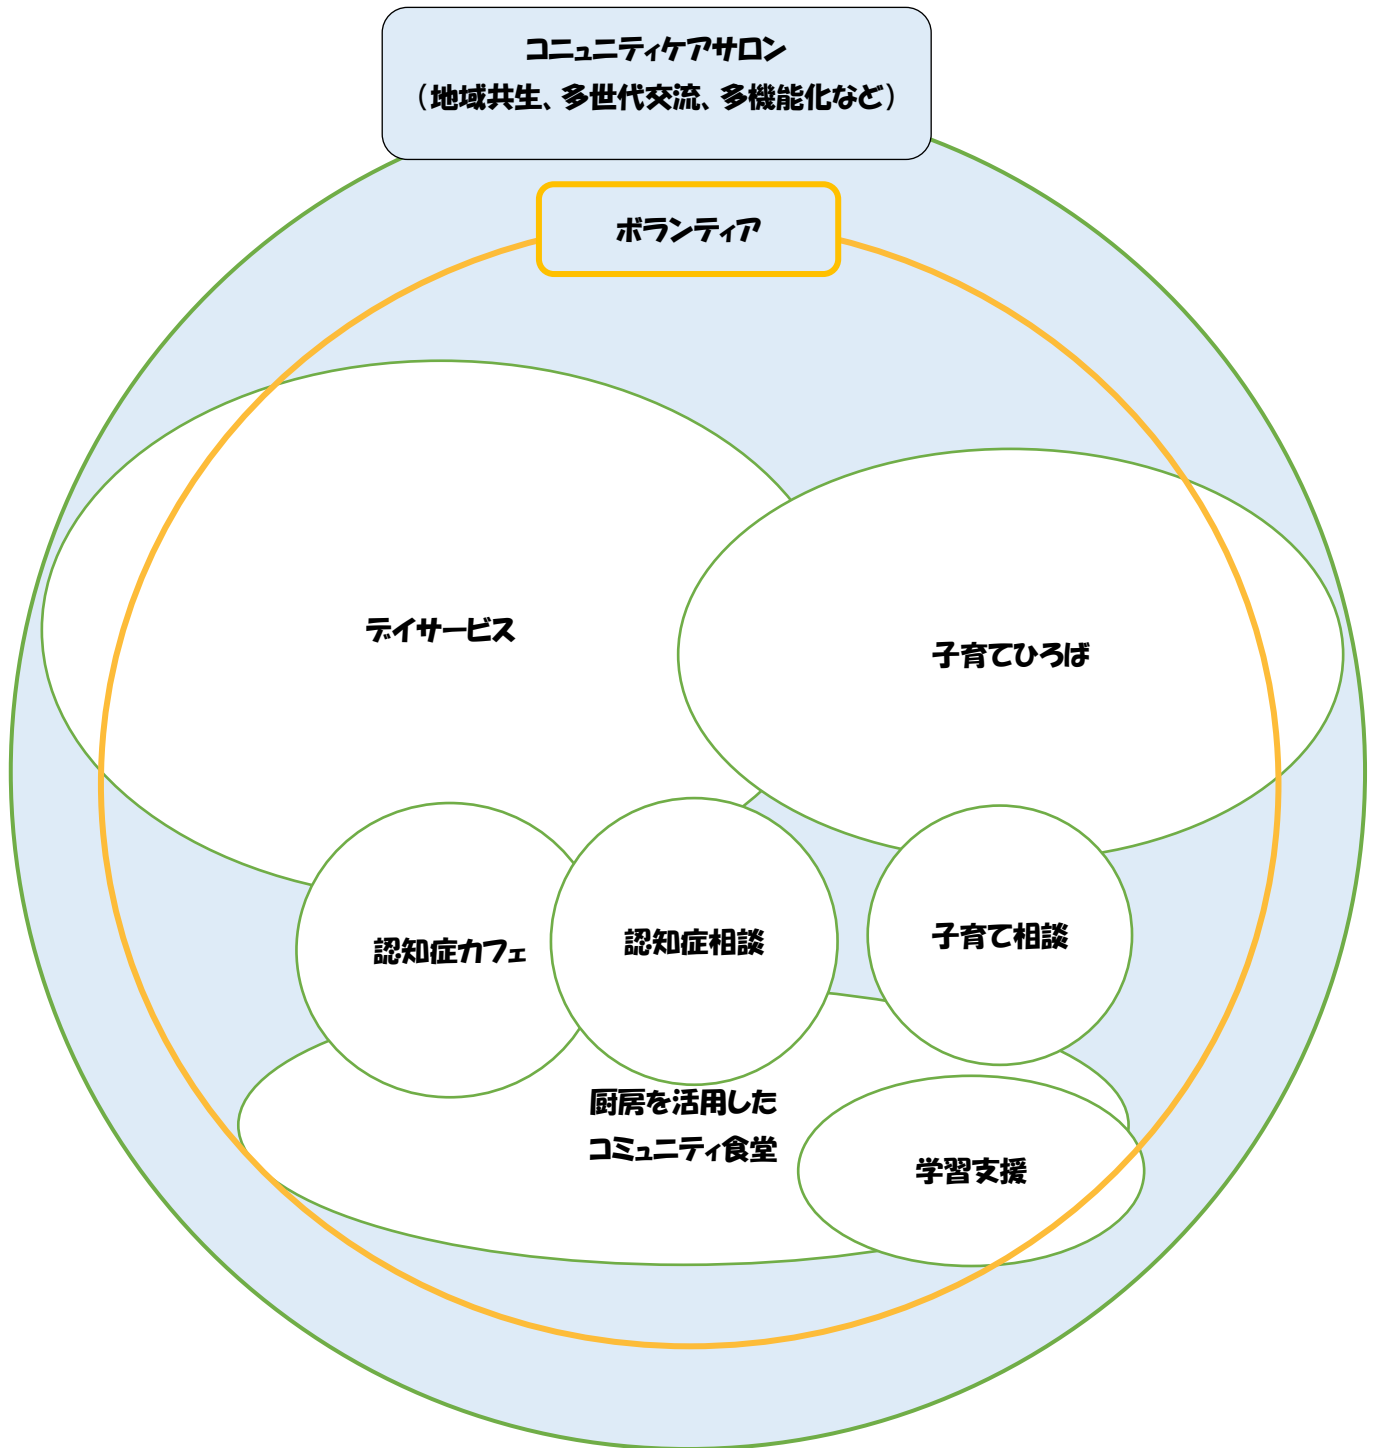 コニュニティケアサロン
（地域共生、多世代交流、多機能化など）
ボランティア
デイサービス
子育てひろば
認知症カフェ
認知症相談
子育て相談
厨房を活用した
コミュニティ食堂
学習支援